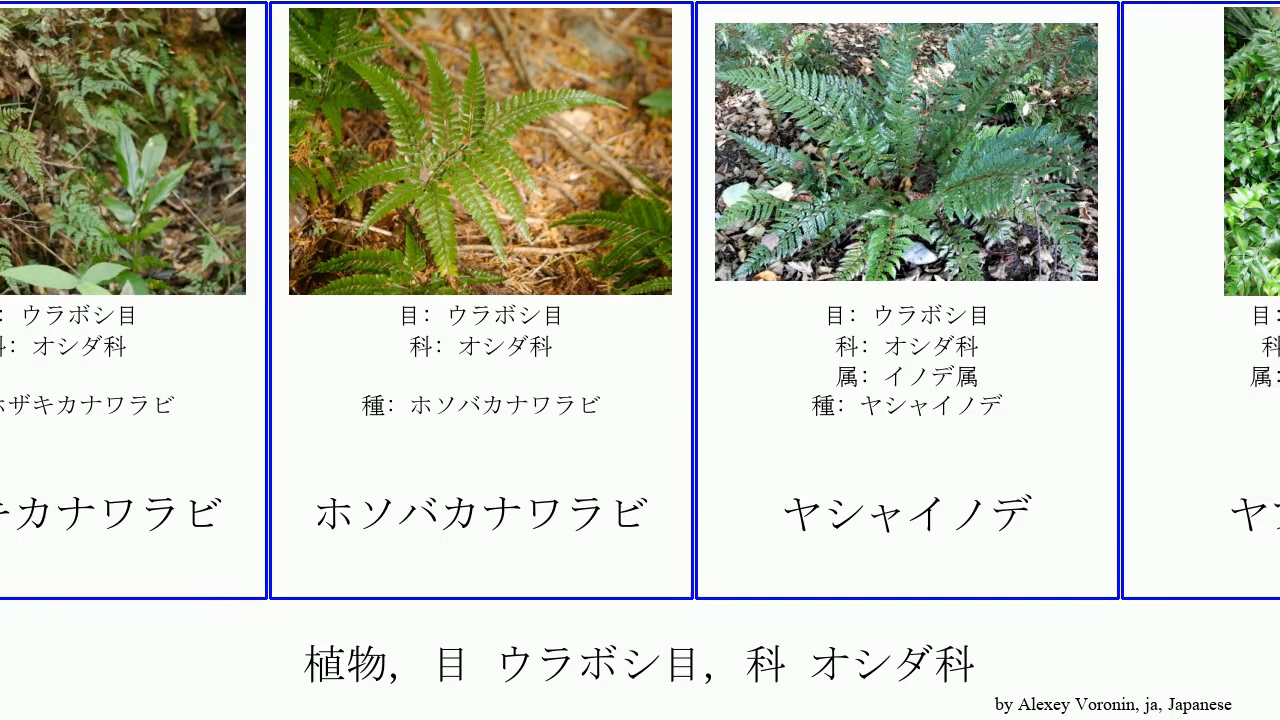 : ウラボシ目
科: オシダ科
ホザキカナワラビ
キカナワラビ
目: ウラボシ目
科: オシダ科
種: ホソバカナワラビ
ホソバカナワラビ
目: ウラボシ目
科: オシダ科
属: イノデ属
種: ヤシャイノデ
ヤシャイノデ
目:
科
属:
ヤ
植物, 目 ウラボシ目, 科 オシダ科
by Alexey Voronin, ja, Japanese